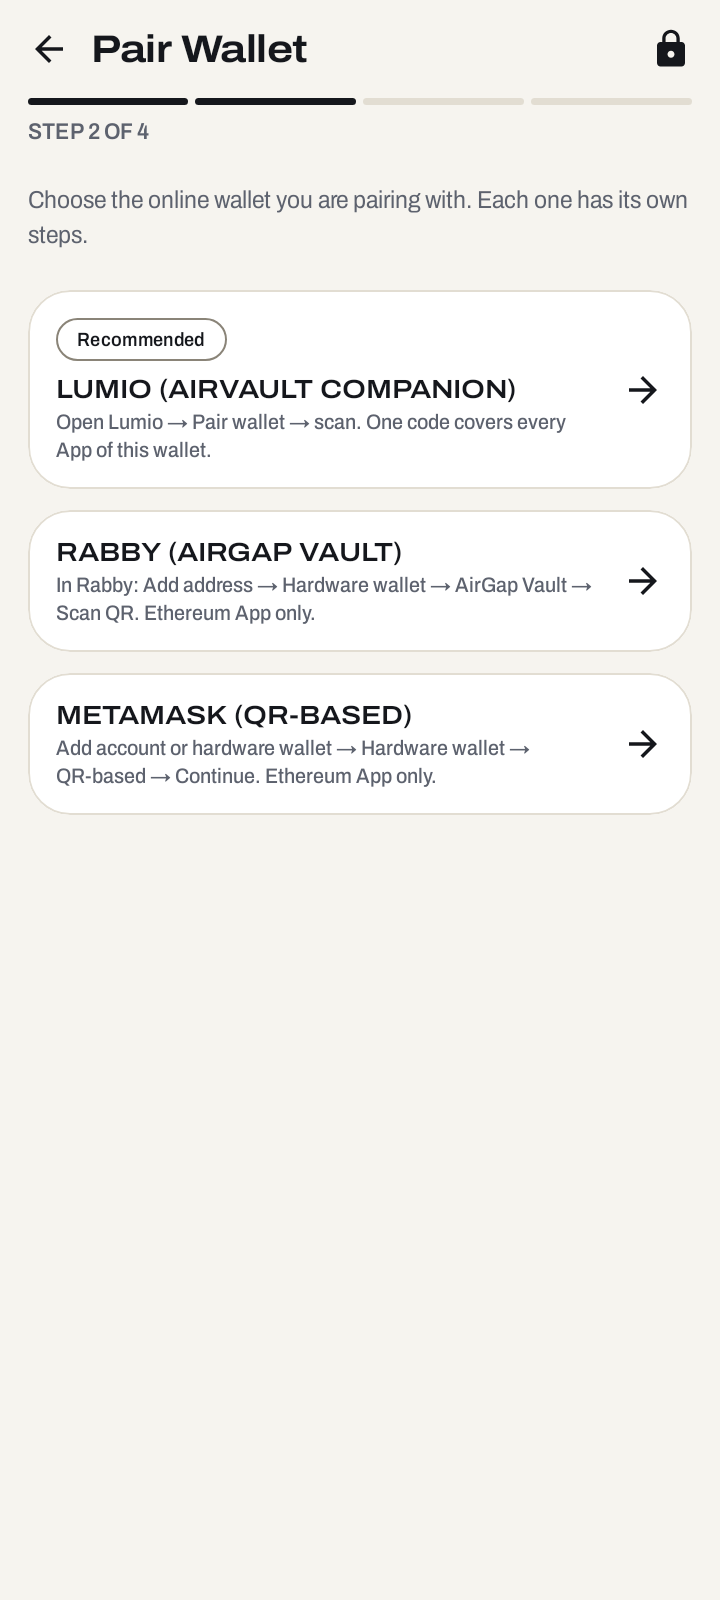 Pair Wallet
STEP 2 OF 4
Choose the online wallet you are pairing with. Each one has its own
steps.
Recommended
LUMIO (AIRVAULT COMPANION)
Open Lumio → Pair wallet → scan. One code covers every
App of this wallet.
RABBY (AIRGAP VAULT)
In Rabby: Add address → Hardware wallet → AirGap Vault →
Scan QR. Ethereum App only.
METAMASK (QR-BASED)
Add account or hardware wallet → Hardware wallet →
QR-based → Continue. Ethereum App only.